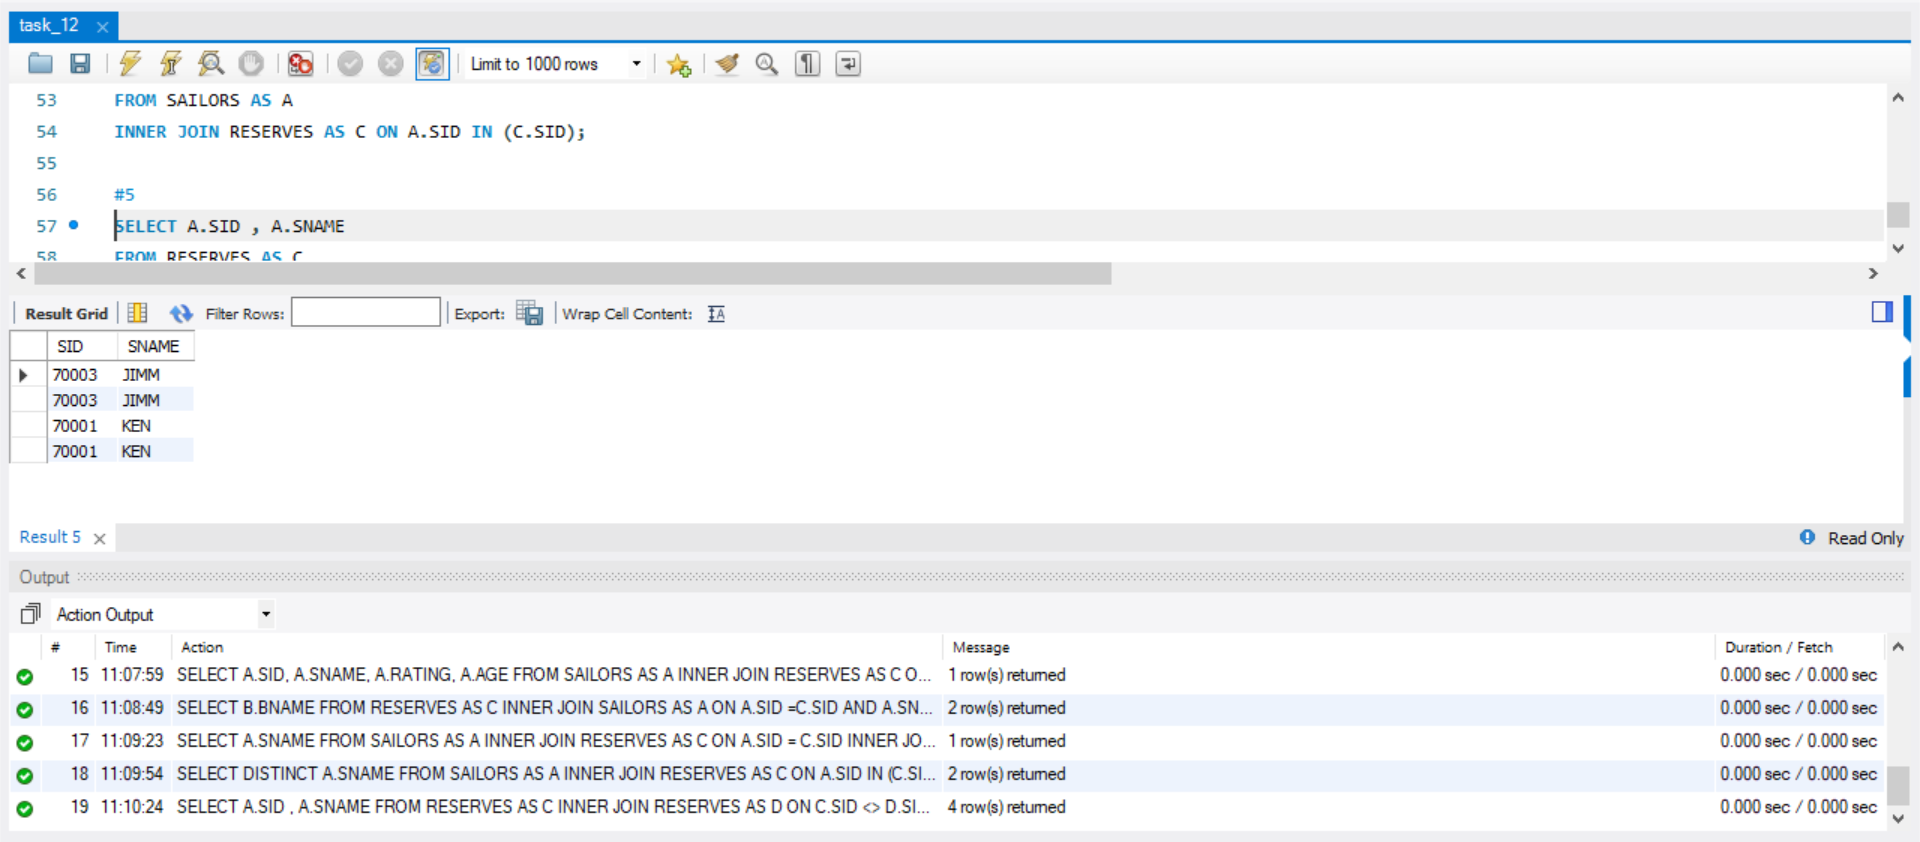 task_12
Limit to 1000 rows
53 FROM SAILORS AS A
54 INNER JOIN RESERVES AS C ON A.SID IN (C.SID);
55
56 #5
57 SELECT A.SID , A.SNAME
58 FROM RESERVES AS C
Result Grid Filter Rows: Export: Wrap Cell Content:
SID SNAME
70003 JIMM
70003 JIMM
70001 KEN
70001 KEN
Result 5 Read Only
Output
Action Output
# Time Action Message Duration / Fetch
15 11:07:59 SELECT A.SID, A.SNAME, A.RATING, A.AGE FROM SAILORS AS A INNER JOIN RESERVES AS C O... 1 row(s) returned 0.000 sec / 0.000 sec
16 11:08:49 SELECT B.BNAME FROM RESERVES AS C INNER JOIN SAILORS AS A ON A.SID =C.SID AND A.SN... 2 row(s) returned 0.000 sec / 0.000 sec
17 11:09:23 SELECT A.SNAME FROM SAILORS AS A INNER JOIN RESERVES AS C ON A.SID = C.SID INNER JO... 1 row(s) returned 0.000 sec / 0.000 sec
18 11:09:54 SELECT DISTINCT A.SNAME FROM SAILORS AS A INNER JOIN RESERVES AS C ON A.SID IN (C.SI... 2 row(s) returned 0.000 sec / 0.000 sec
19 11:10:24 SELECT A.SID , A.SNAME FROM RESERVES AS C INNER JOIN RESERVES AS D ON C.SID <> D.SI... 4 row(s) returned 0.000 sec / 0.000 sec